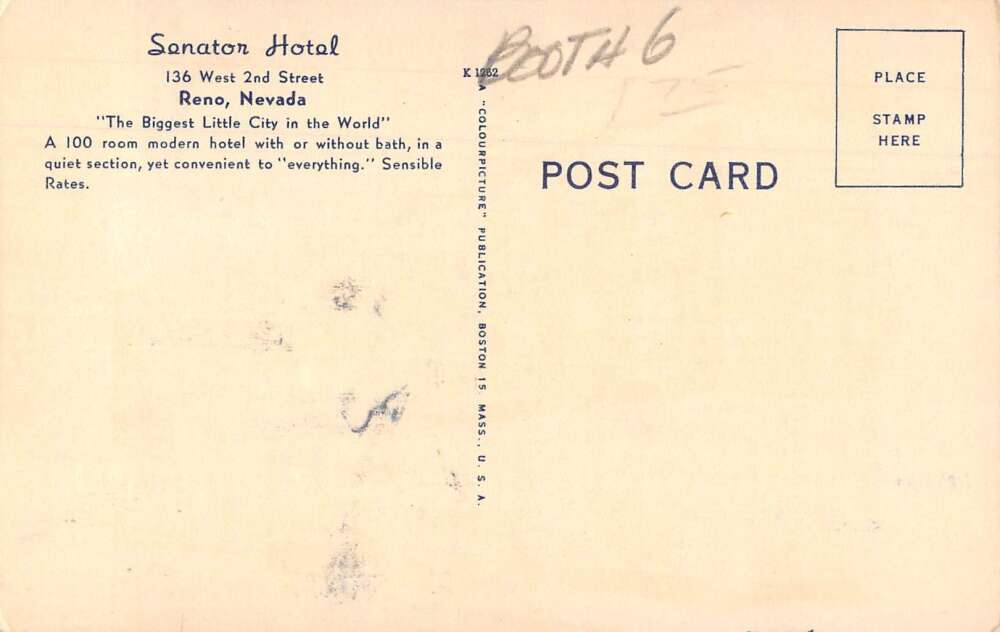 Senator Hotel
136 West 2nd Street
Reno, Nevada
"The Biggest Little City in the World"
A 100 room modern hotel with or without bath, in a
quiet section, yet convenient to "everything." Sensible
Rates.
K 1262
A "COLOURPICTURE" PUBLICATION, BOSTON 15, MASS., U. S. A.
BOOTH 6
POST CARD
PLACE
STAMP
HERE